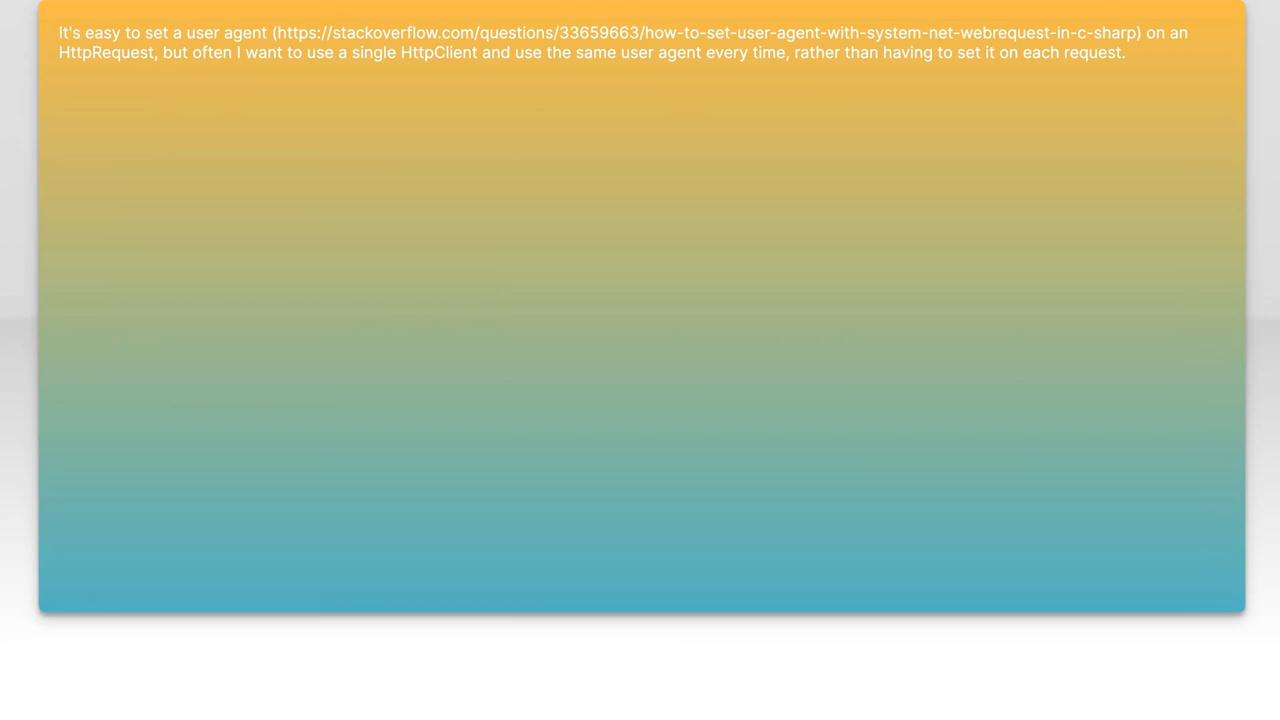 It's easy to set a user agent (https://stackoverflow.com/questions/33659663/how-to-set-user-agent-with-system-net-webrequest-in-c-sharp) on an
HttpRequest, but often I want to use a single HttpClient and use the same user agent every time, rather than having to set it on each request.